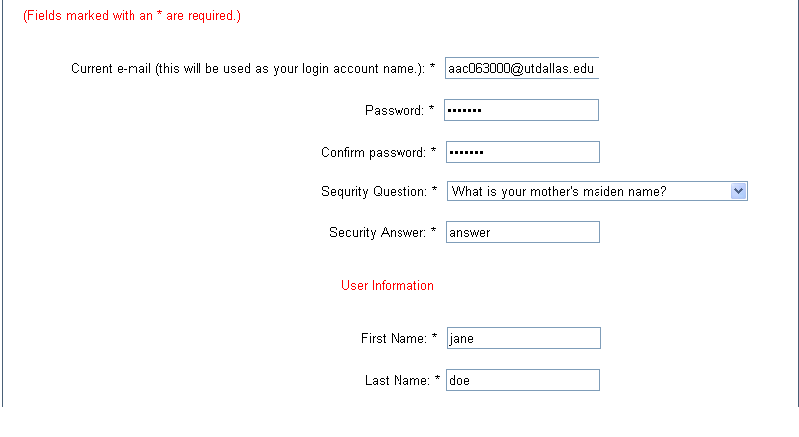 (Fields marked with an * are required.)
Current e-mail (this will be used as your login account name.): * aac063000@utdallas.edu
Password: * •••••••
Confirm password: * •••••••
Sequrity Question: * What is your mother's maiden name?
Security Answer: * answer
User Information
First Name: * jane
Last Name: * doe